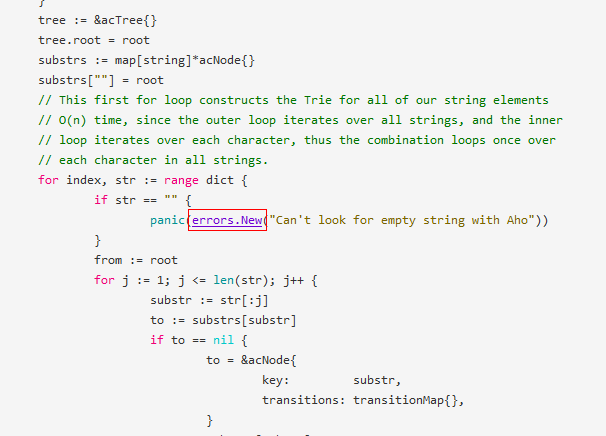 }
tree := &acTree{}
tree.root = root
substrs := map[string]*acNode{}
substrs[""] = root
// This first for loop constructs the Trie for all of our string elements
// O(n) time, since the outer loop iterates over all strings, and the inner
// loop iterates over each character, thus the combination loops once over
// each character in all strings.
for index, str := range dict {
if str == "" {
panic(errors.New("Can't look for empty string with Aho"))
}
from := root
for j := 1; j <= len(str); j++ {
substr := str[:j]
to := substrs[substr]
if to == nil {
to = &acNode{
key: substr,
transitions: transitionMap{},
}